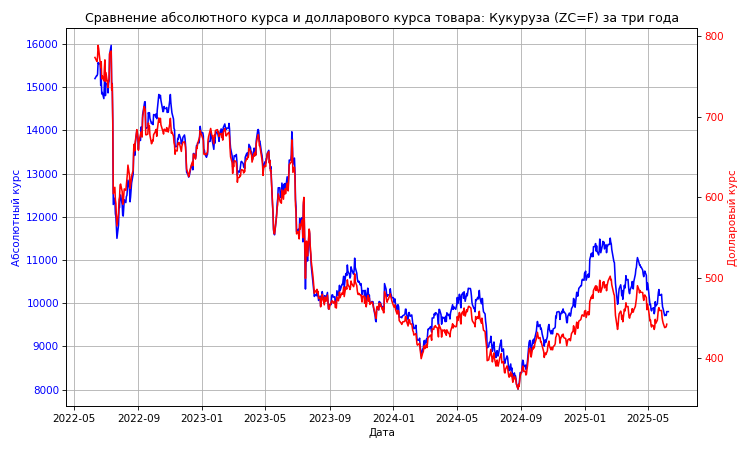 Сравнение абсолютного курса и долларового курса товара: Кукуруза (ZC=F) за три года
Абсолютный курс
16000
15000
14000
13000
12000
11000
10000
9000
8000
800
700
600
500
400
Долларовый курс
2022-05 2022-09 2023-01 2023-05 2023-09 2024-01 2024-05 2024-09 2025-01 2025-05
Дата